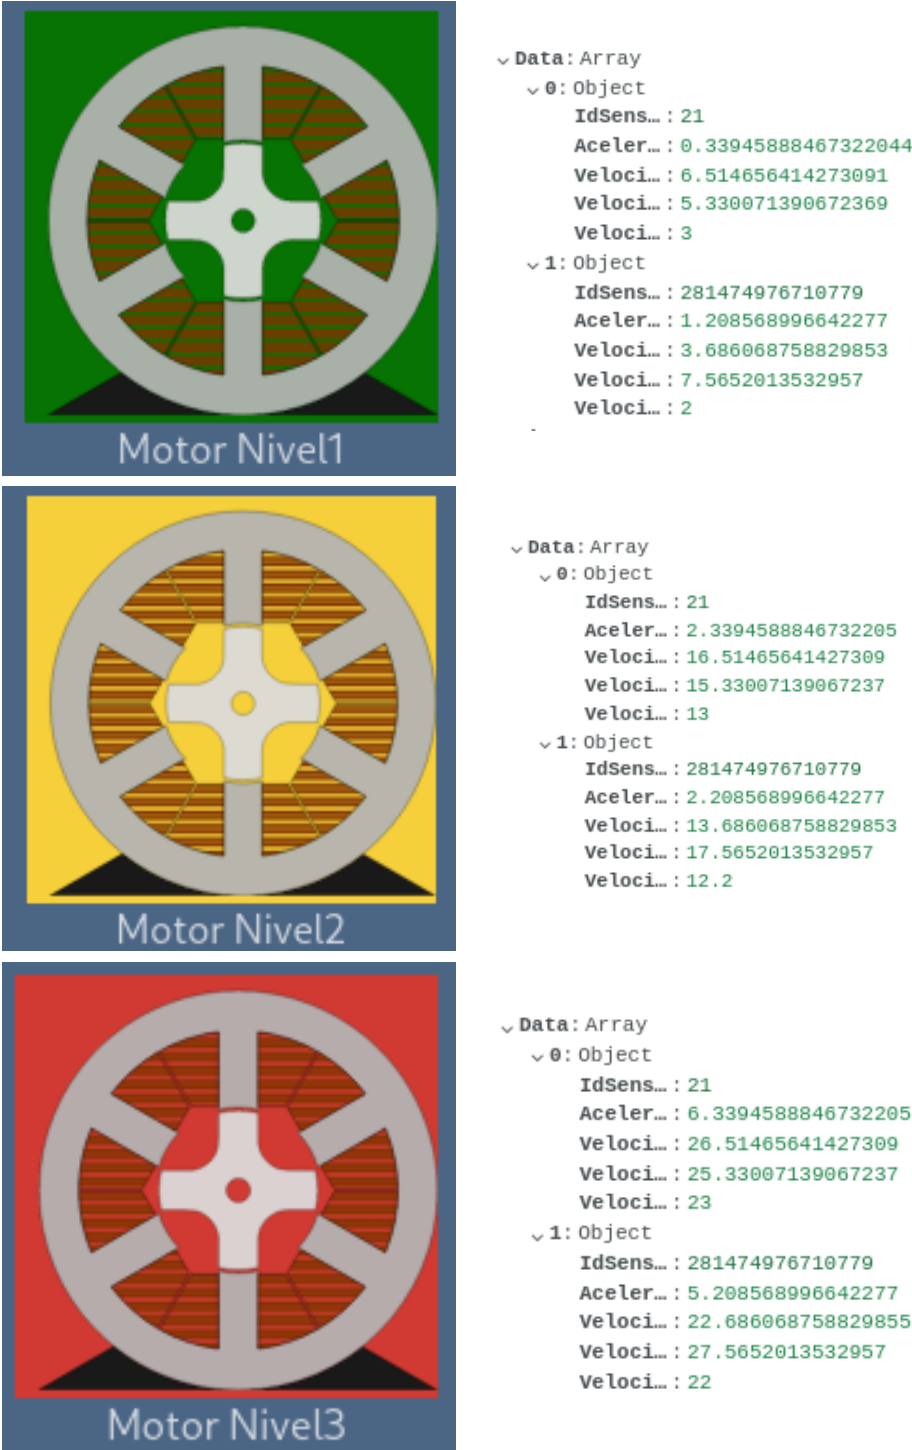 Data: Array
0: Object
IdSens…: 21
Aceler…: 0.33945888467322044
Veloci…: 6.514656414273091
Veloci…: 5.330071390672369
Veloci…: 3
1: Object
IdSens…: 281474976710779
Aceler…: 1.208568996642277
Veloci…: 3.686068758829853
Veloci…: 7.5652013532957
Veloci…: 2
Motor Nivel1
Data: Array
0: Object
IdSens…: 21
Aceler…: 2.3394588846732205
Veloci…: 16.51465641427309
Veloci…: 15.33007139067237
Veloci…: 13
1: Object
IdSens…: 281474976710779
Aceler…: 2.208568996642277
Veloci…: 13.686068758829853
Veloci…: 17.5652013532957
Veloci…: 12.2
Motor Nivel2
Data: Array
0: Object
IdSens…: 21
Aceler…: 6.3394588846732205
Veloci…: 26.51465641427309
Veloci…: 25.33007139067237
Veloci…: 23
1: Object
IdSens…: 281474976710779
Aceler…: 5.208568996642277
Veloci…: 22.686068758829855
Veloci…: 27.5652013532957
Veloci…: 22
Motor Nivel3